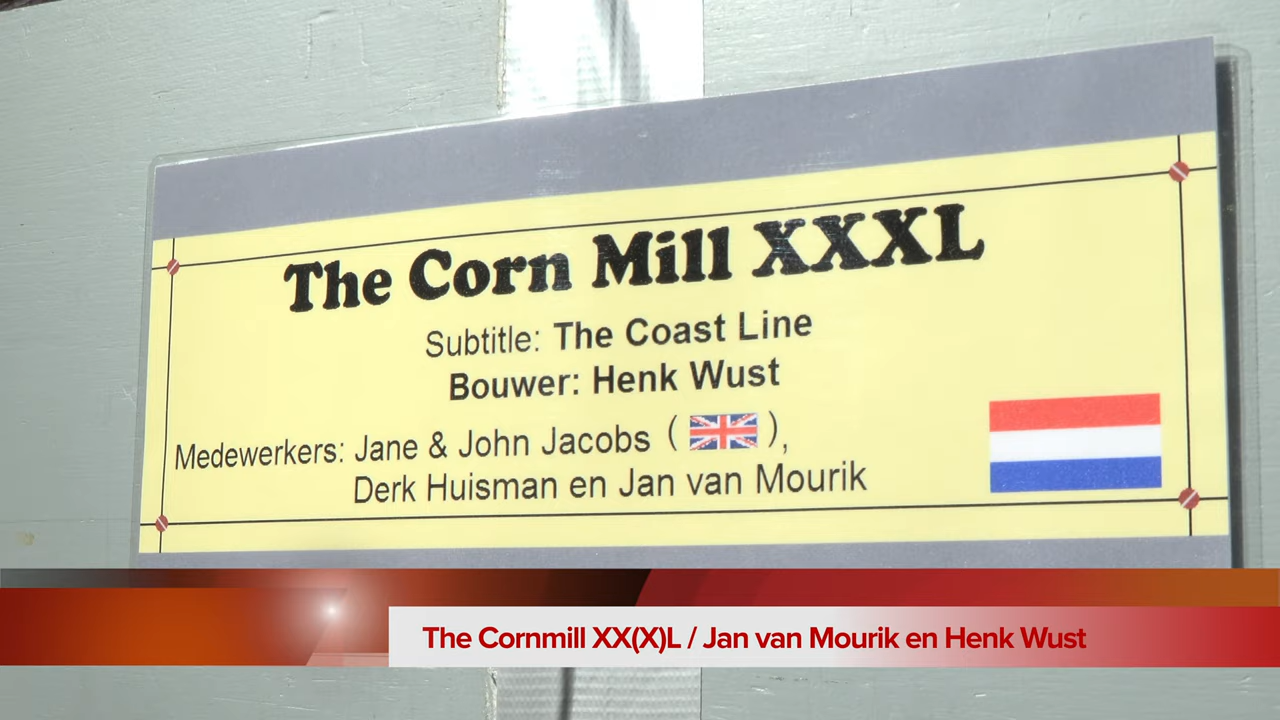 The Corn Mill XXXL
Subtitle: The Coast Line
Bouwer: Henk Wust
Medewerkers: Jane & John Jacobs ( ),
Derk Huisman en Jan van Mourik
The Cornmill XX(X)L / Jan van Mourik en Henk Wust